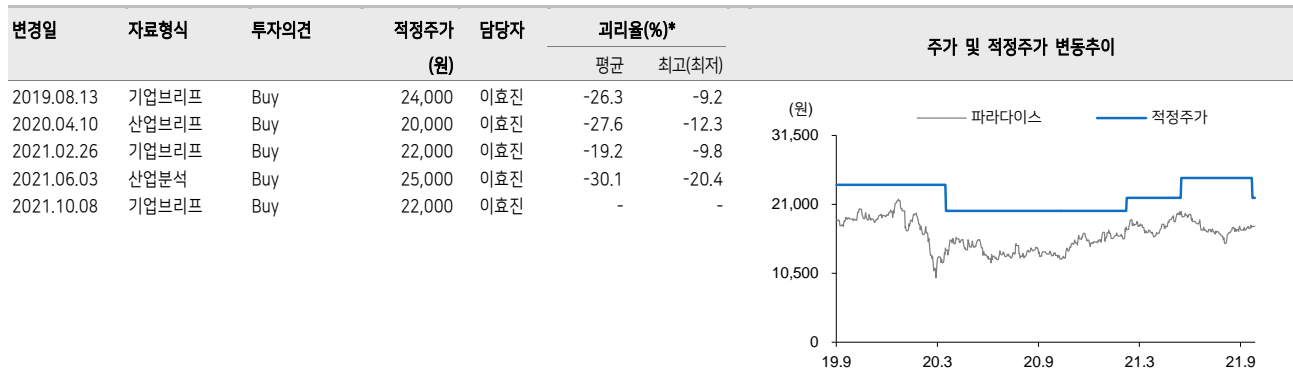 변경일 자료형식 투자의견 적정주가 담당자 괴리율(%)*
(원) 평균 최고(최저)
2019.08.13 기업브리프 Buy 24,000 이효진 -26.3 -9.2
2020.04.10 산업브리프 Buy 20,000 이효진 -27.6 -12.3
2021.02.26 기업브리프 Buy 22,000 이효진 -19.2 -9.8
2021.06.03 산업분석 Buy 25,000 이효진 -30.1 -20.4
2021.10.08 기업브리프 Buy 22,000 이효진 - -
주가 및 적정주가 변동추이
(원)
파라다이스 적정주가
31,500
21,000
10,500
0
19.9 20.3 20.9 21.3 21.9